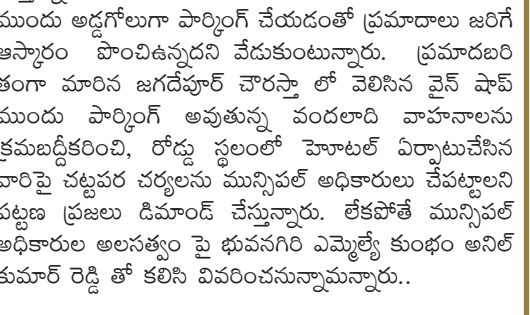 ముందు అడ్డగోలుగా పార్కింగ్ చేయడంతో ప్రమాదాలు జరిగే
ఆస్కారం పొంచిఉన్నదని వేడుకుంటున్నారు. ప్రమాదబరి
తంగా మారిన జగదేపూర్ చౌరస్తా లో వెలిసిన వైన్ షాప్
ముందు పార్కింగ్ అవుతున్న వందలాది వాహనాలను
క్రమబద్దీకరించి, రోడ్డు స్థలంలో హెూటల్ ఏర్పాటుచేసిన
వారిపై చట్టపర చర్యలను మున్సిపల్ అధికారులు చేపట్టాలని
పట్టణ ప్రజలు డిమాండ్ చేస్తున్నారు. లేకపోతే మున్సిపల్
అధికారుల అలసత్వం పై భువనగిరి ఎమ్మెల్యే కుంభం అనిల్
కుమార్ రెడ్డి తో కలిసి వివరించనున్నామన్నారు..